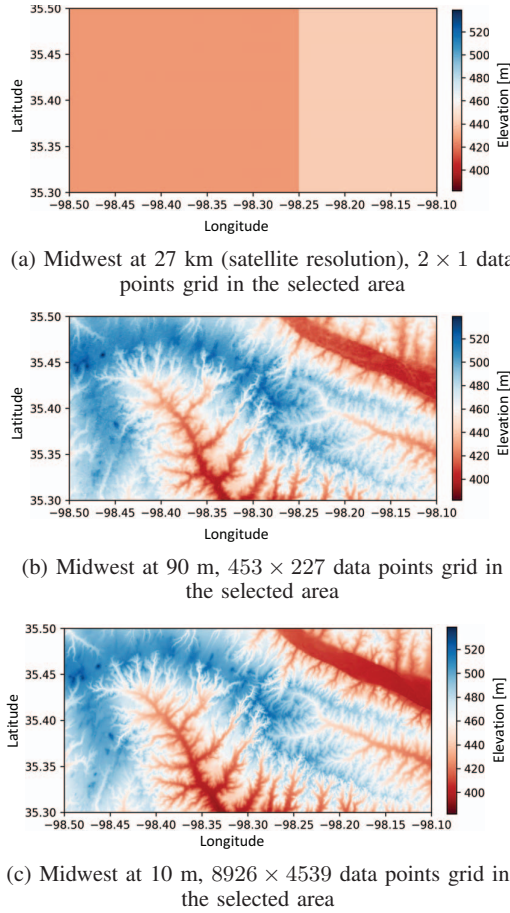 35.50
35.45
35.40
35.35
35.30
Latitude
−98.50 −98.45 −98.40 −98.35 −98.30 −98.25 −98.20 −98.15 −98.10
Longitude
520
500
480
460
440
420
400
Elevation [m]
(a) Midwest at 27 km (satellite resolution), 2 × 1 data
points grid in the selected area
35.50
35.45
35.40
35.35
35.30
Latitude
−98.50 −98.45 −98.40 −98.35 −98.30 −98.25 −98.20 −98.15 −98.10
Longitude
520
500
480
460
440
420
400
Elevation [m]
(b) Midwest at 90 m, 453 × 227 data points grid in
the selected area
35.50
35.45
35.40
35.35
35.30
Latitude
−98.50 −98.45 −98.40 −98.35 −98.30 −98.25 −98.20 −98.15 −98.10
Longitude
520
500
480
460
440
420
400
Elevation [m]
(c) Midwest at 10 m, 8926 × 4539 data points grid in
the selected area